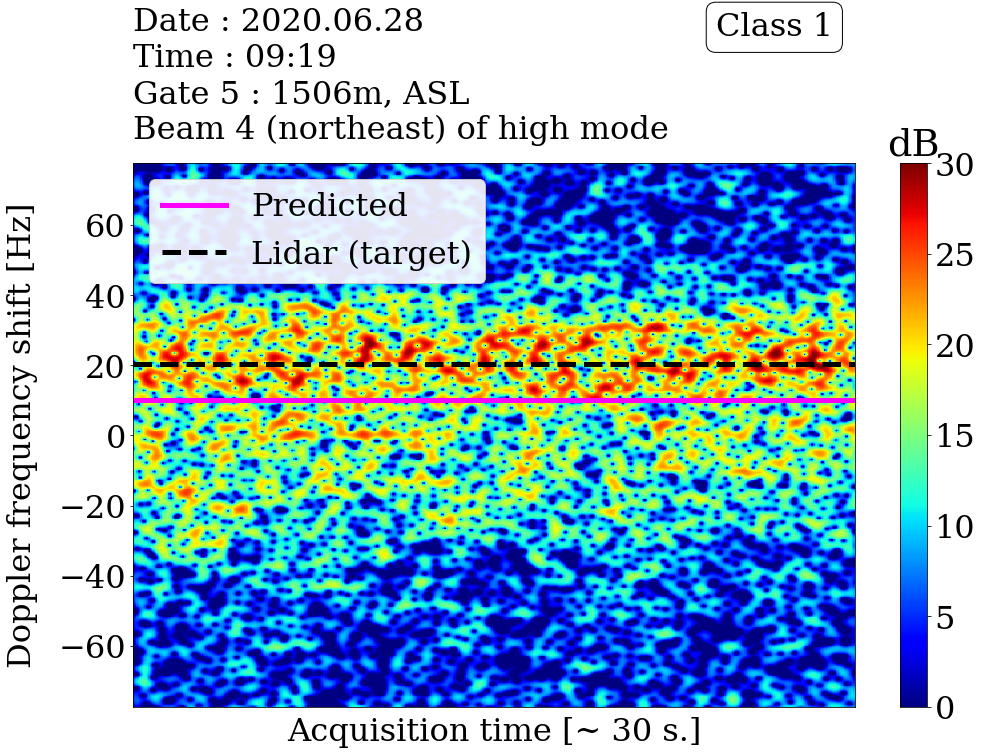 Date : 2020.06.28
Time : 09:19
Gate 5 : 1506m, ASL
Beam 4 (northeast) of high mode
Class 1
dB
Predicted
Lidar (target)
Doppler frequency shift [Hz]
60
40
20
0
−20
−40
−60
Acquisition time [~ 30 s.]
30
25
20
15
10
5
0